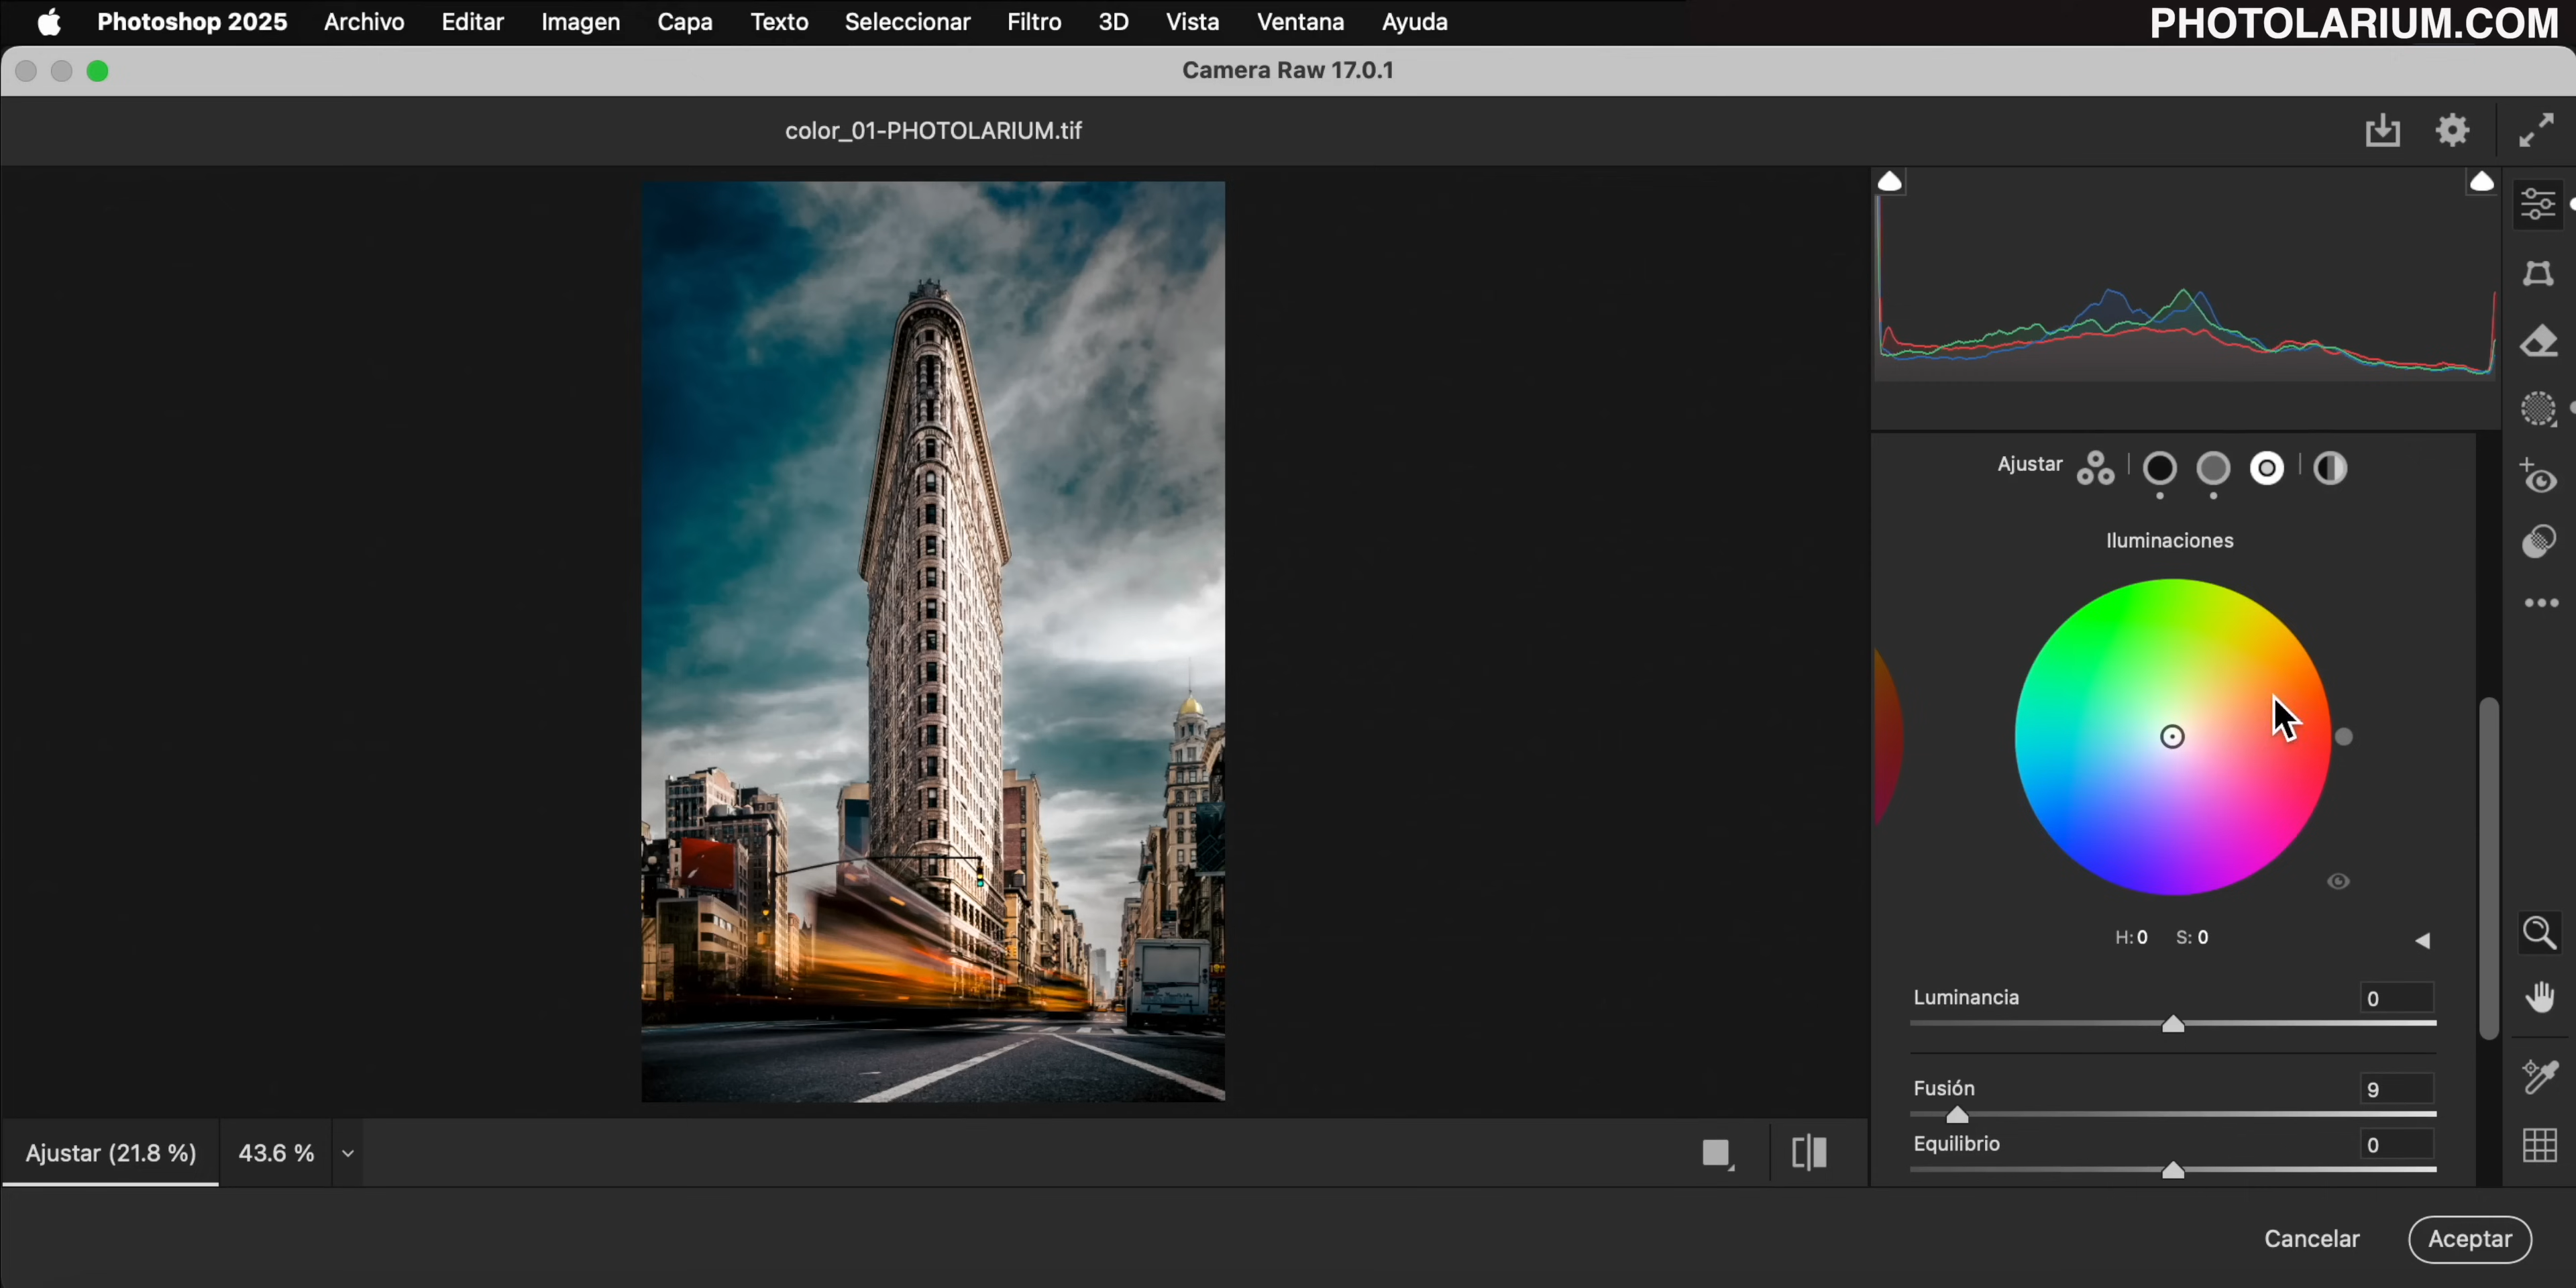 Photoshop 2025 Archivo Editar Imagen Capa Texto Seleccionar Filtro 3D Vista Ventana Ayuda
PHOTOLARIUM.COM
Camera Raw 17.0.1
color_01-PHOTOLARIUM.tif
Ajustar
Iluminaciones
H: 0 S: 0
Luminancia 0
Fusión 9
Equilibrio 0
Ajustar (21.8 %) 43.6 %
Cancelar Aceptar